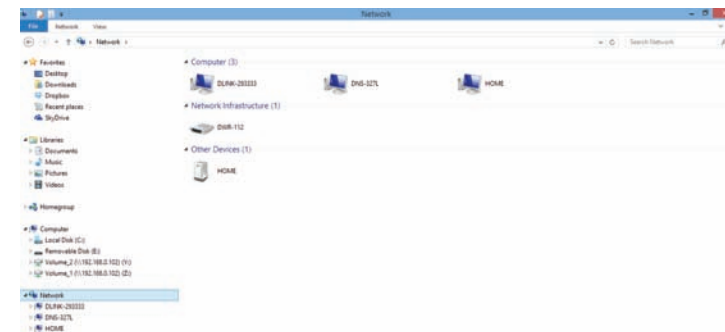 Network
File Network View
Network
Search Network
Favorites
Desktop
Downloads
Dropbox
Recent places
SkyDrive
Libraries
Documents
Music
Pictures
Videos
Homegroup
Computer
Local Disk (C:)
Removable Disk (E:)
Volume_2 (\\192.168.0.102) (Y:)
Volume_1 (\\192.168.0.102) (Z:)
Network
DLINK-293333
DNS-327L
HOME
Computer (3)
DLINK-293333
DNS-327L
HOME
Network Infrastructure (1)
DWR-112
Other Devices (1)
HOME